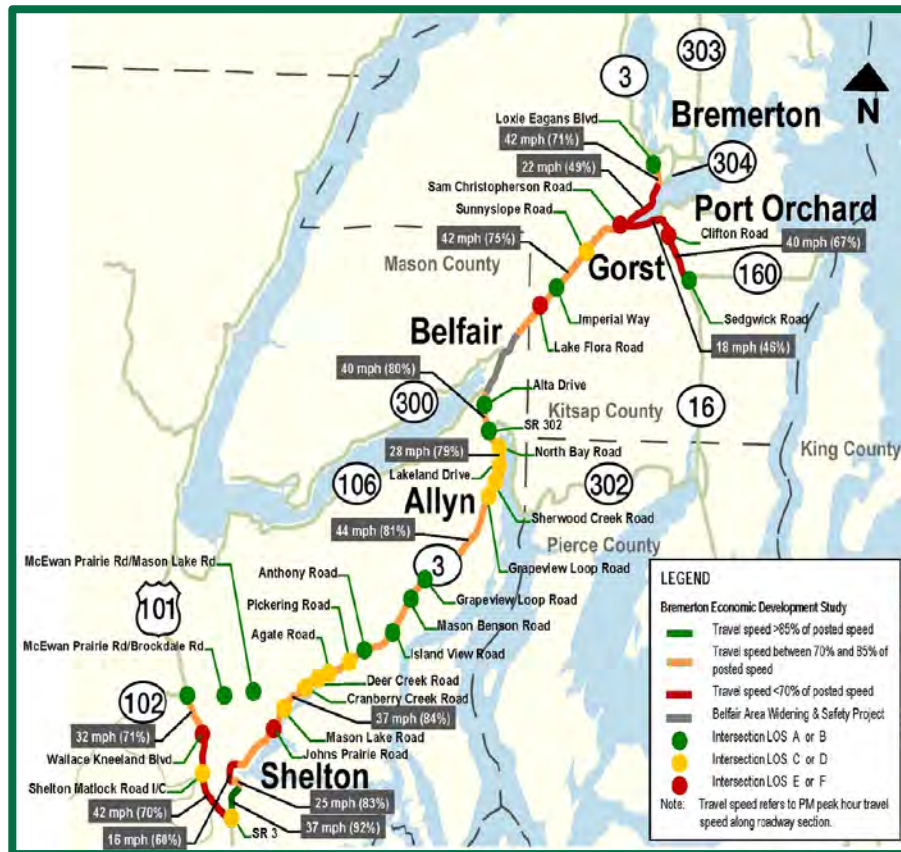 303
3
N
Bremerton
Loxie Eagans Blvd
42 mph (71%)
304
22 mph (49%)
Sam Christopherson Road
Port Orchard
Sunnyslope Road
Clifton Road
42 mph (75%)
40 mph (67%)
Mason County
Gorst
160
Imperial Way
Sedgwick Road
Belfair
Lake Flora Road
18 mph (46%)
40 mph (80%)
Alta Drive
300
Kitsap County
16
SR 302
28 mph (79%)
North Bay Road
King County
Lakeland Drive
106
302
Allyn
Sherwood Creek Road
44 mph (81%)
Pierce County
Grapeview Loop Road
McEwan Prairie Rd/Mason Lake Rd
3
Anthony Road
101
Grapeview Loop Road
Pickering Road
Mason Benson Road
Agate Road
McEwan Prairie Rd/Brockdale Rd
Island View Road
Deer Creek Road
102
Cranberry Creek Road
37 mph (84%)
32 mph (71%)
Mason Lake Road
Wallace Kneeland Blvd
Johns Prairie Road
Shelton
Shelton Matlock Road I/C
25 mph (83%)
42 mph (70%)
37 mph (92%)
16 mph (66%)
SR 3
LEGEND
Bremerton Economic Development Study
Travel speed >85% of posted speed
Travel speed between 70% and 85% of
posted speed
Travel speed <70% of posted speed
Belfair Area Widening & Safety Project
Intersection LOS A or B
Intersection LOS C or D
Intersection LOS E or F
Note: Travel speed refers to PM peak hour travel
speed along roadway section.